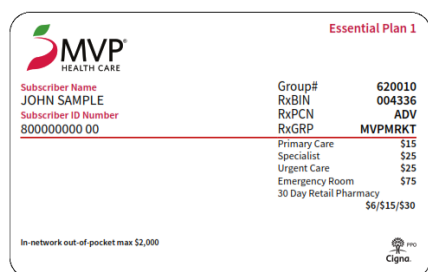 Essential Plan 1
MVP®
HEALTH CARE
Subscriber Name
JOHN SAMPLE
Subscriber ID Number
800000000 00
Group# 620010
RxBIN 004336
RxPCN ADV
RxGRP MVPMRKT
Primary Care $15
Specialist $25
Urgent Care $25
Emergency Room $75
30 Day Retail Pharmacy
$6/$15/$30
In-network out-of-pocket max $2,000
PPO
Cigna.